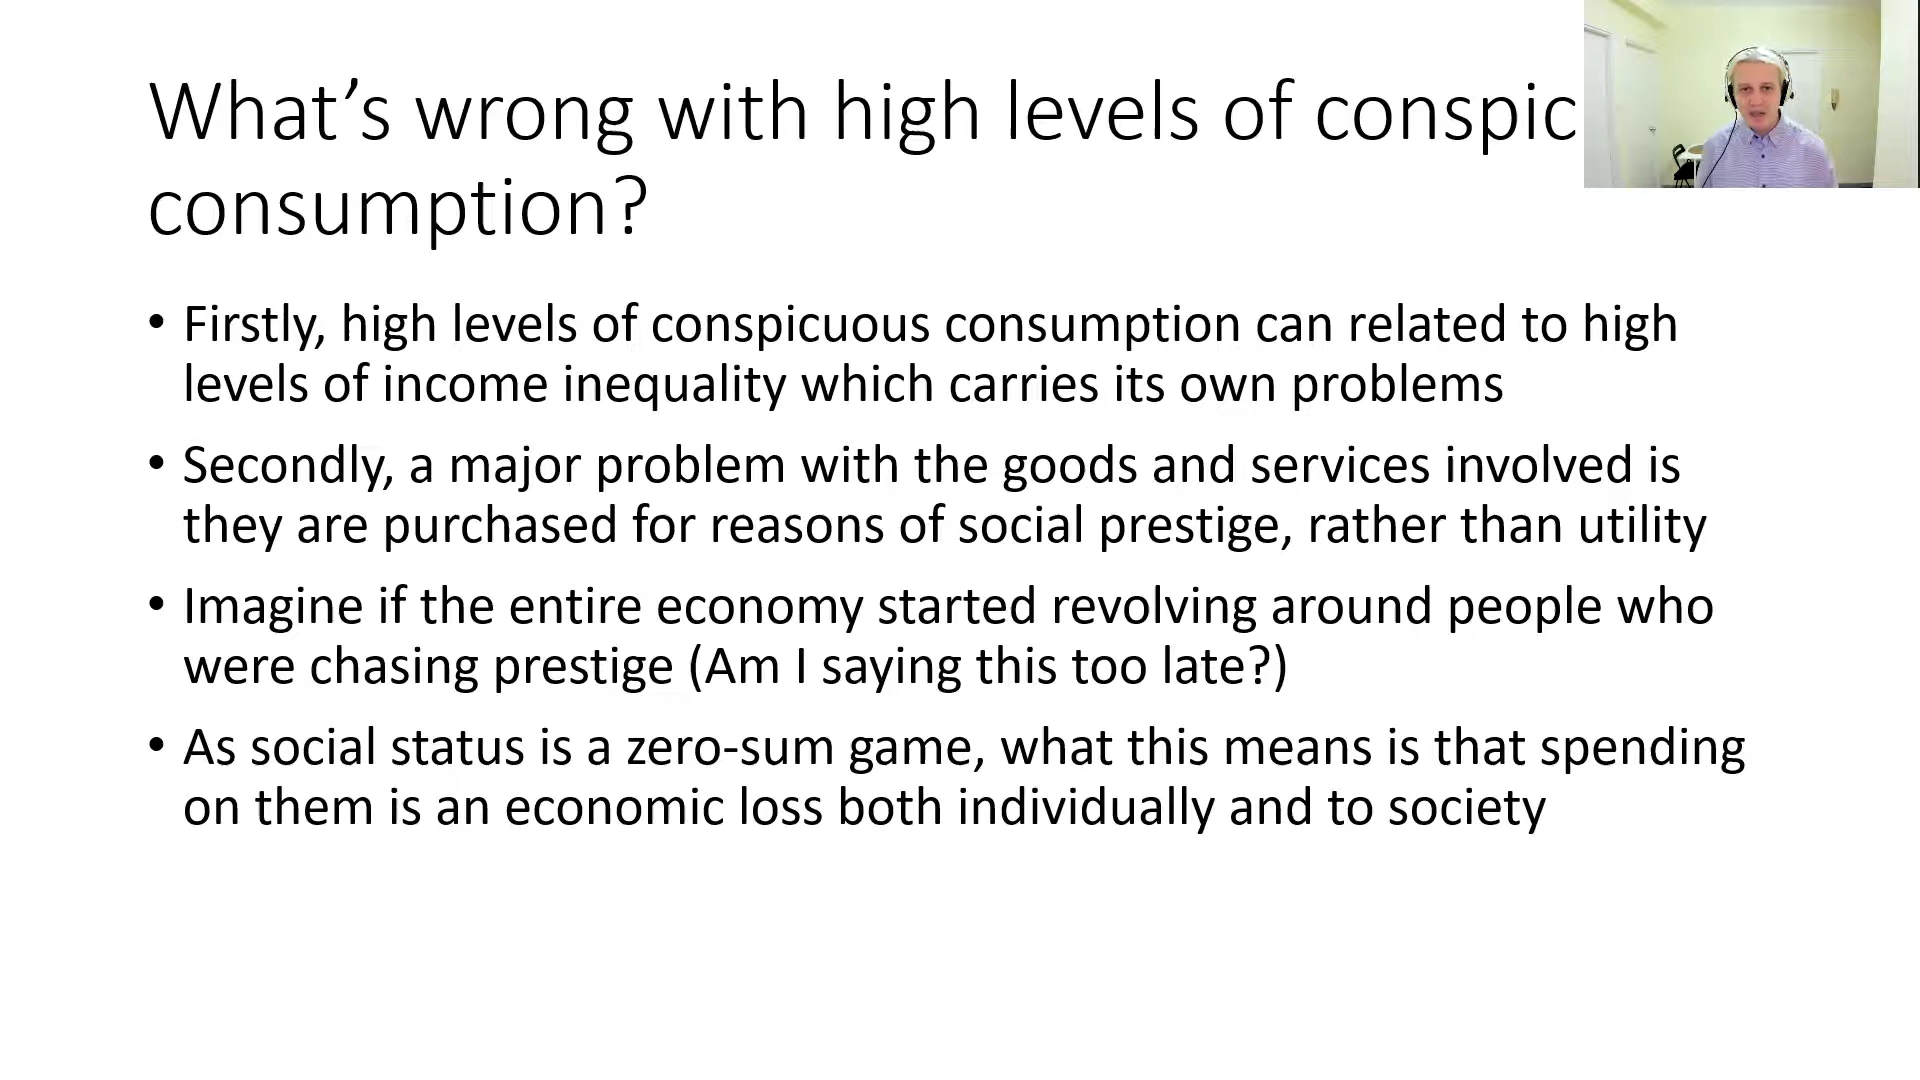 What’s wrong with high levels of conspic
consumption?
• Firstly, high levels of conspicuous consumption can related to high
levels of income inequality which carries its own problems
• Secondly, a major problem with the goods and services involved is
they are purchased for reasons of social prestige, rather than utility
• Imagine if the entire economy started revolving around people who
were chasing prestige (Am I saying this too late?)
• As social status is a zero-sum game, what this means is that spending
on them is an economic loss both individually and to society